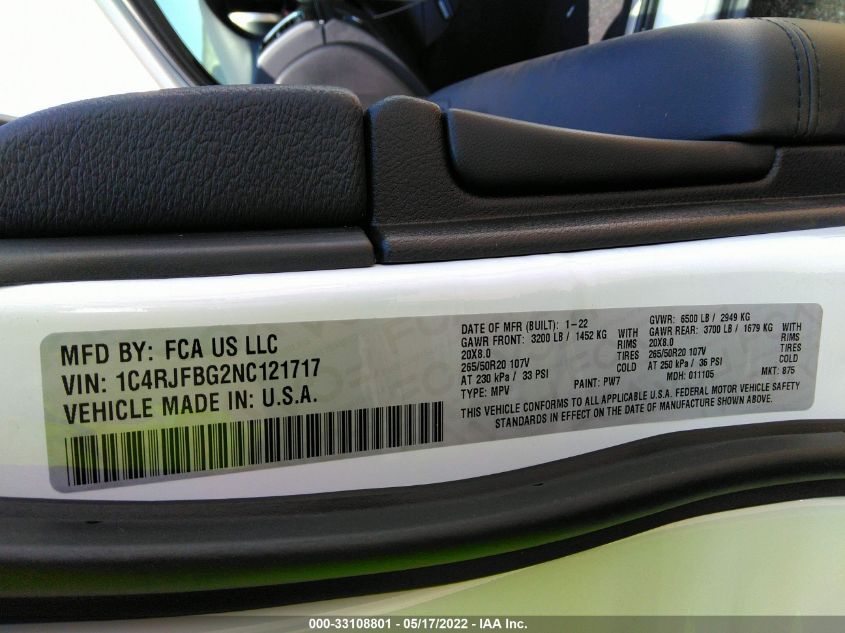 MFD BY: FCA US LLC
VIN: 1C4RJFBG2NC121717
VEHICLE MADE IN: U.S.A.
DATE OF MFR (BUILT): 1-22
GAWR FRONT: 3200 LB / 1452 KG WITH
20X8.0 RIMS
265/50R20 107V TIRES
AT 230 kPa / 33 PSI COLD
TYPE: MPV PAINT: PW7
GVWR: 6500 LB / 2949 KG
GAWR REAR: 3700 LB / 1679 KG WITH
20X8.0 RIMS
265/50R20 107V TIRES
AT 250 kPa / 36 PSI COLD
MDH: 011105 MKT: 875
THIS VEHICLE CONFORMS TO ALL APPLICABLE U.S.A. FEDERAL MOTOR VEHICLE SAFETY
STANDARDS IN EFFECT ON THE DATE OF MANUFACTURE SHOWN ABOVE.
000-33108801 - 05/17/2022 - IAA Inc.